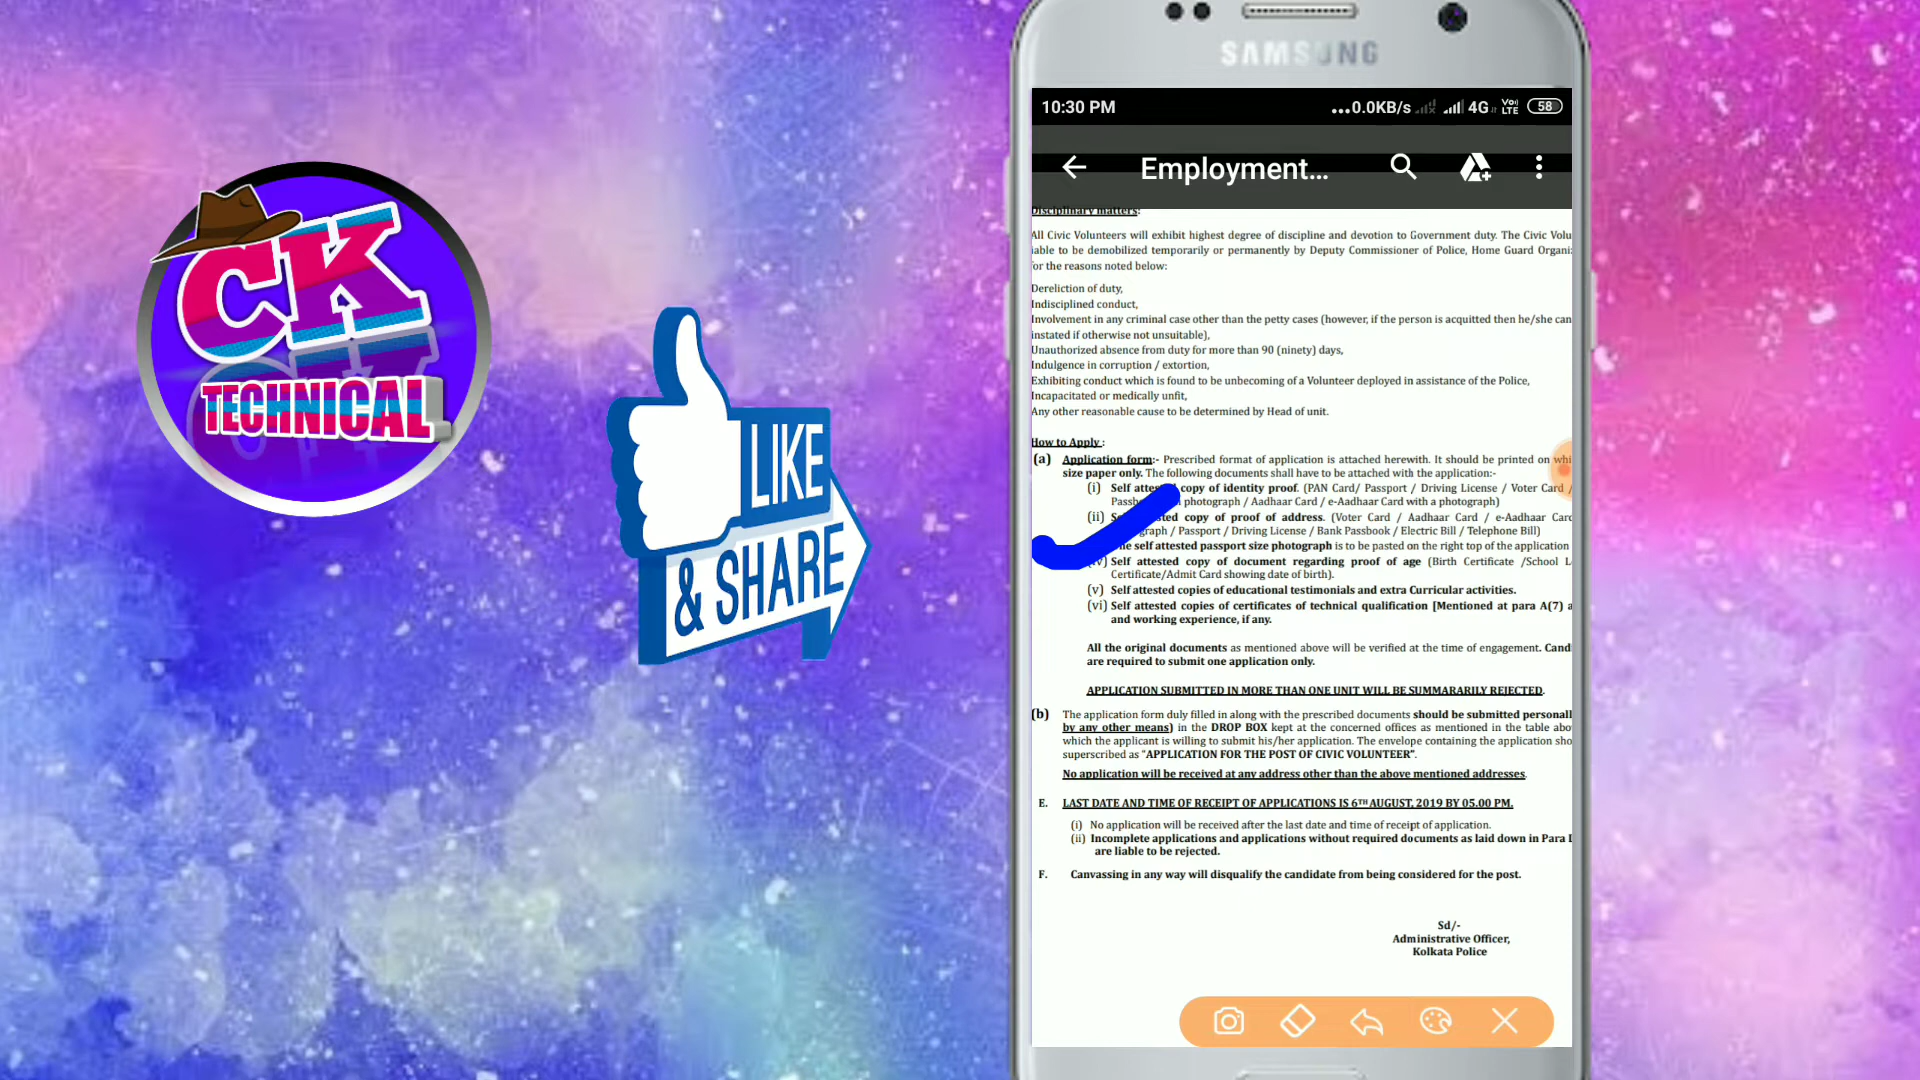 CK
TECHNICAL
LIKE
& SHARE
SAMSUNG
10:30 PM
...0.0KB/s 4G VoLTE 58
Employment...
Disciplinary matters:
All Civic Volunteers will exhibit highest degree of discipline and devotion to Government duty. The Civic
to be demobilized temporarily or permanently by Deputy Commissioner of Police, Home Guard
for the reasons noted below:
Dereliction of duty,
Indisciplined conduct,
Involvement in any criminal case other than the petty cases (however, if the person is acquitted then he/she can
instated if otherwise not unsuitable),
Unauthorized absence from duty for more than 90 (ninety) days,
Indulgence in corruption / extortion,
Exhibiting conduct which is found to be unbecoming of a Volunteer deployed in assistance of the Police,
Incapacitated or medically unfit,
Any other reasonable cause to be determined by Head of unit.
How to Apply :
(a) Application form:- Prescribed format of application is attached herewith. It should be printed on
size paper only. The following documents shall have to be attached with the application:-
(i) Self copy of identity proof. (PAN Card/ Passport / Driving License / Voter Card /
photograph / Aadhaar Card / e-Aadhaar Card with a photograph)
(ii) copy of proof of address. (Voter Card / Aadhaar Card / e-Aadhaar
/ Passport / Driving License / Bank Passbook / Electric Bill / Telephone Bill)
self attested passport size photograph is to be pasted on the right top of the application
Self attested copy of document regarding proof of age (Birth Certificate /School
Certificate/Admit Card showing date of birth).
(v) Self attested copies of educational testimonials and extra Curricular activities.
(vi) Self attested copies of certificates of technical qualification [Mentioned at para A(7)
and working experience, if any.
All the original documents as mentioned above will be verified at the time of engagement.
are required to submit one application only.
APPLICATION SUBMITTED IN MORE THAN ONE UNIT WILL BE SUMMARARILY REJECTED.
(b) The application form duly filled in along with the prescribed documents should be submitted
by any other means) in the DROP BOX kept at the concerned offices as mentioned in the table
which the applicant is willing to submit his/her application. The envelope containing the application
superscribed as "APPLICATION FOR THE POST OF CIVIC VOLUNTEER".
No application will be received at any address other than the above mentioned addresses.
E. LAST DATE AND TIME OF RECEIPT OF APPLICATIONS IS 6TH AUGUST, 2019 BY 05.00 PM.
(i) No application will be received after the last date and time of receipt of application.
(ii) Incomplete applications and applications without required documents as laid down in Para
are liable to be rejected.
F. Canvassing in any way will disqualify the candidate from being considered for the post.
Sd/-
Administrative Officer,
Kolkata Police